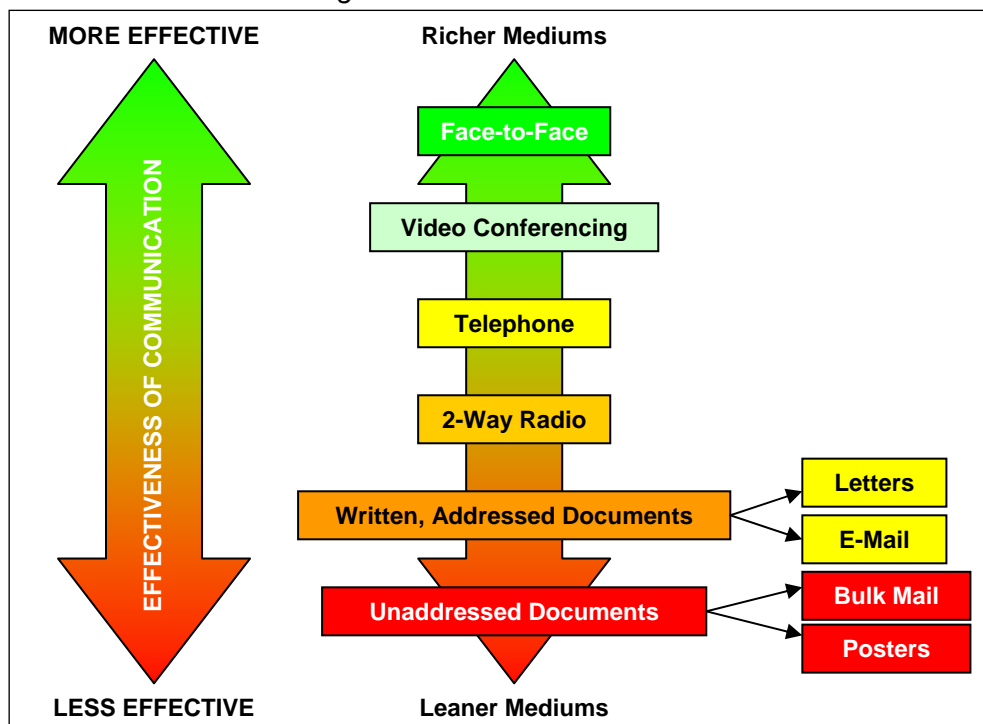 MORE EFFECTIVE
Richer Mediums
Face-to-Face
Video Conferencing
Telephone
2-Way Radio
Written, Addressed Documents
Letters
E-Mail
Unaddressed Documents
Bulk Mail
Posters
EFFECTIVENESS OF COMMUNICATION
LESS EFFECTIVE
Leaner Mediums